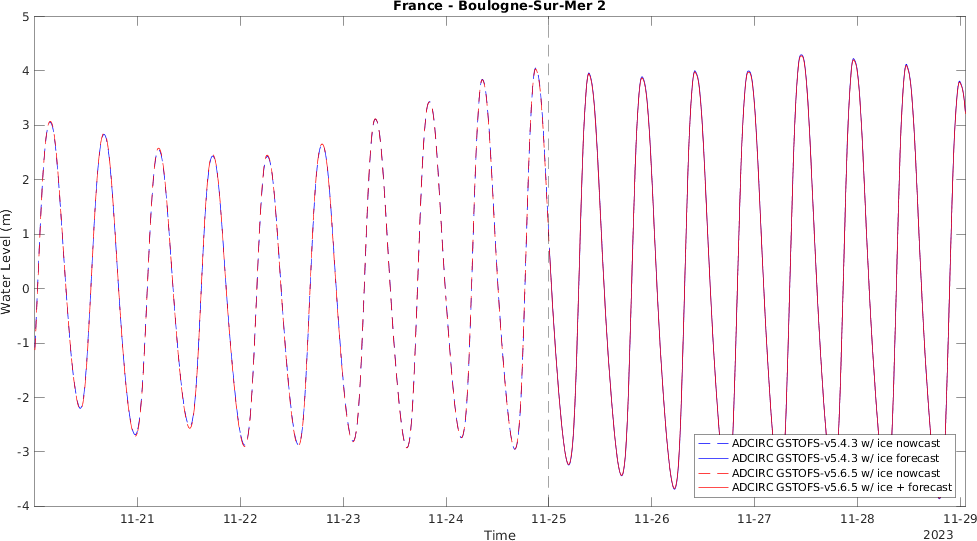 France - Boulogne-Sur-Mer 2
5
4
3
2
1
0
-1
-2
-3
-4
Water Level (m)
ADCIRC GSTOFS-v5.4.3 w/ ice nowcast
ADCIRC GSTOFS-v5.4.3 w/ ice forecast
ADCIRC GSTOFS-v5.6.5 w/ ice nowcast
ADCIRC GSTOFS-v5.6.5 w/ ice + forecast
11-21 11-22 11-23 11-24 11-25 11-26 11-27 11-28 11-29
Time
2023